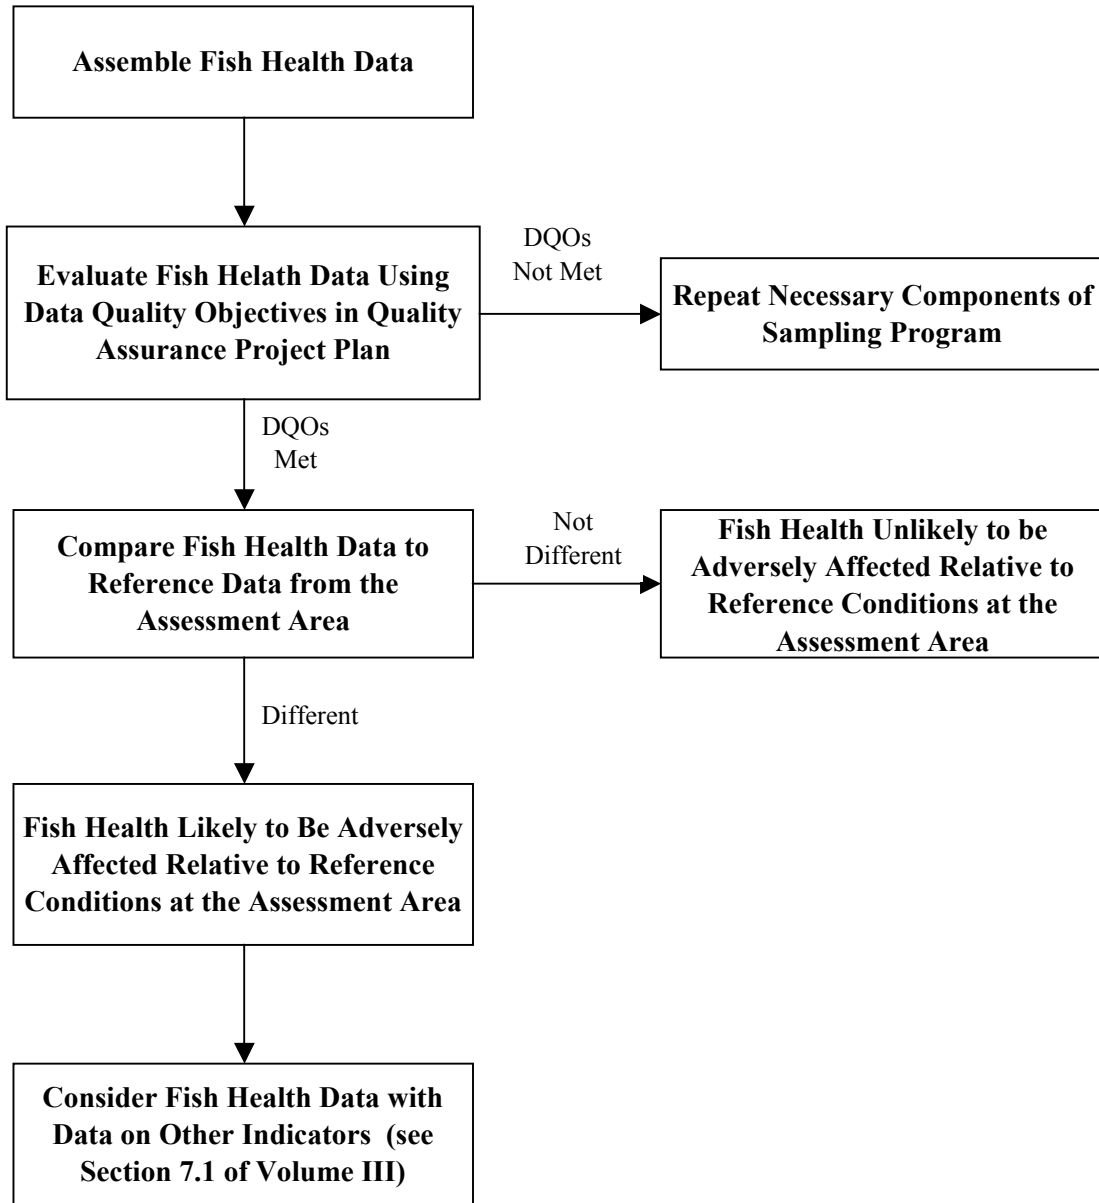 Assemble Fish Health Data
Evaluate Fish Helath Data Using
Data Quality Objectives in Quality
Assurance Project Plan
DQOs
Not Met
Repeat Necessary Components of
Sampling Program
DQOs
Met
Compare Fish Health Data to
Reference Data from the
Assessment Area
Not
Different
Fish Health Unlikely to be
Adversely Affected Relative to
Reference Conditions at the
Assessment Area
Different
Fish Health Likely to Be Adversely
Affected Relative to Reference
Conditions at the Assessment Area
Consider Fish Health Data with
Data on Other Indicators (see
Section 7.1 of Volume III)